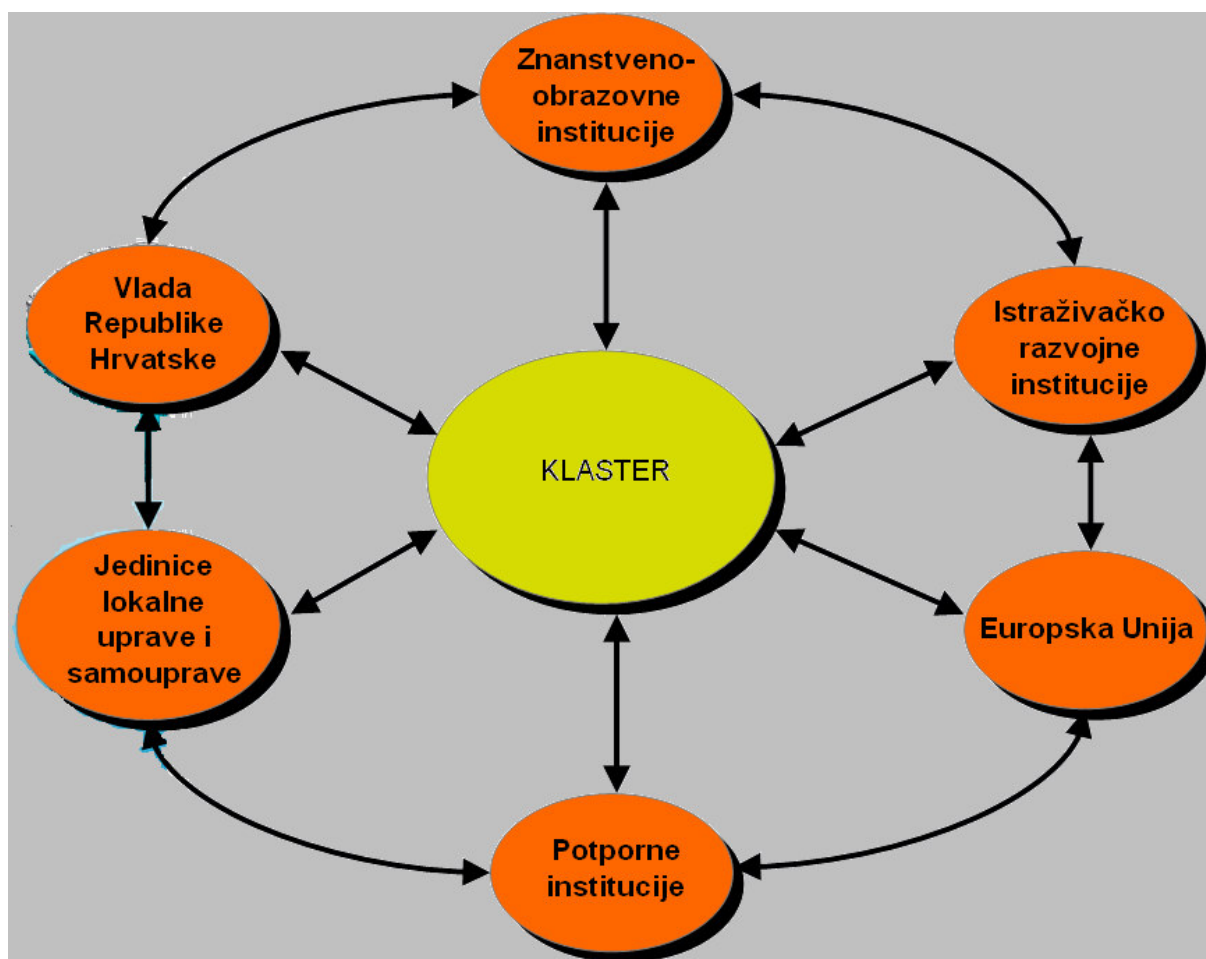 Znanstveno-
obrazovne
institucije
Vlada
Republike
Hrvatske
Istraživačko
razvojne
institucije
KLASTER
Jedinice
lokalne
uprave i
samouprave
Europska Unija
Potporne
institucije